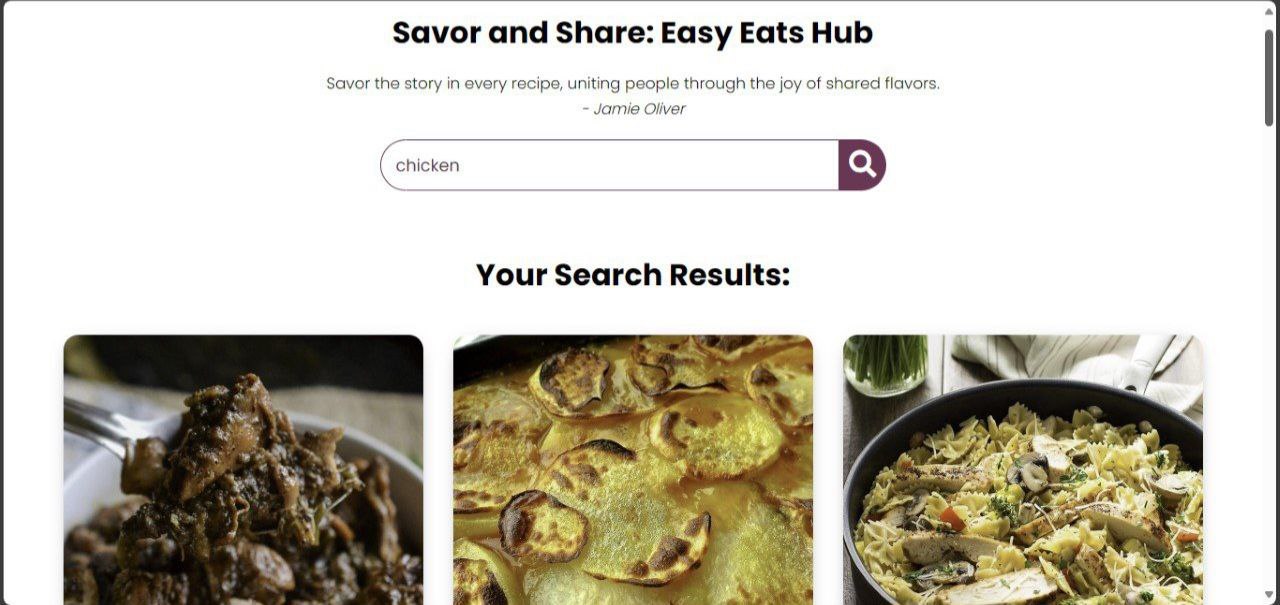 Savor and Share: Easy Eats Hub
Savor the story in every recipe, uniting people through the joy of shared flavors.
- Jamie Oliver
chicken
Your Search Results: